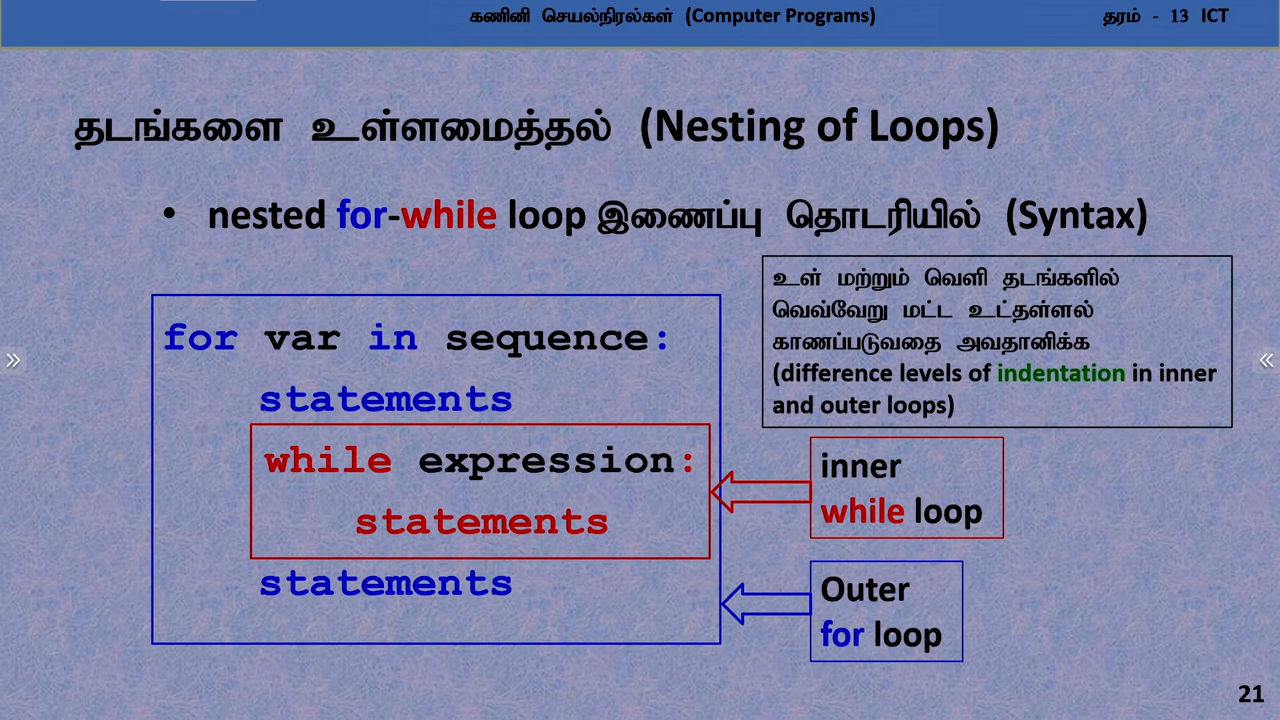 கணினி செயல்நிரல்கள் (Computer Programs) தரம் - 13 ICT
தடங்களை உள்ளமைத்தல் (Nesting of Loops)
• nested for-while loop இணைப்பு தொடரியில் (Syntax)
உள் மற்றும் வெளி தடங்களில்
வெவ்வேறு மட்ட உட்தள்ளல்
காணப்படுவதை அவதானிக்க
(difference levels of indentation in inner
and outer loops)
for var in sequence:
statements
while expression:
statements
statements
inner
while loop
Outer
for loop
21